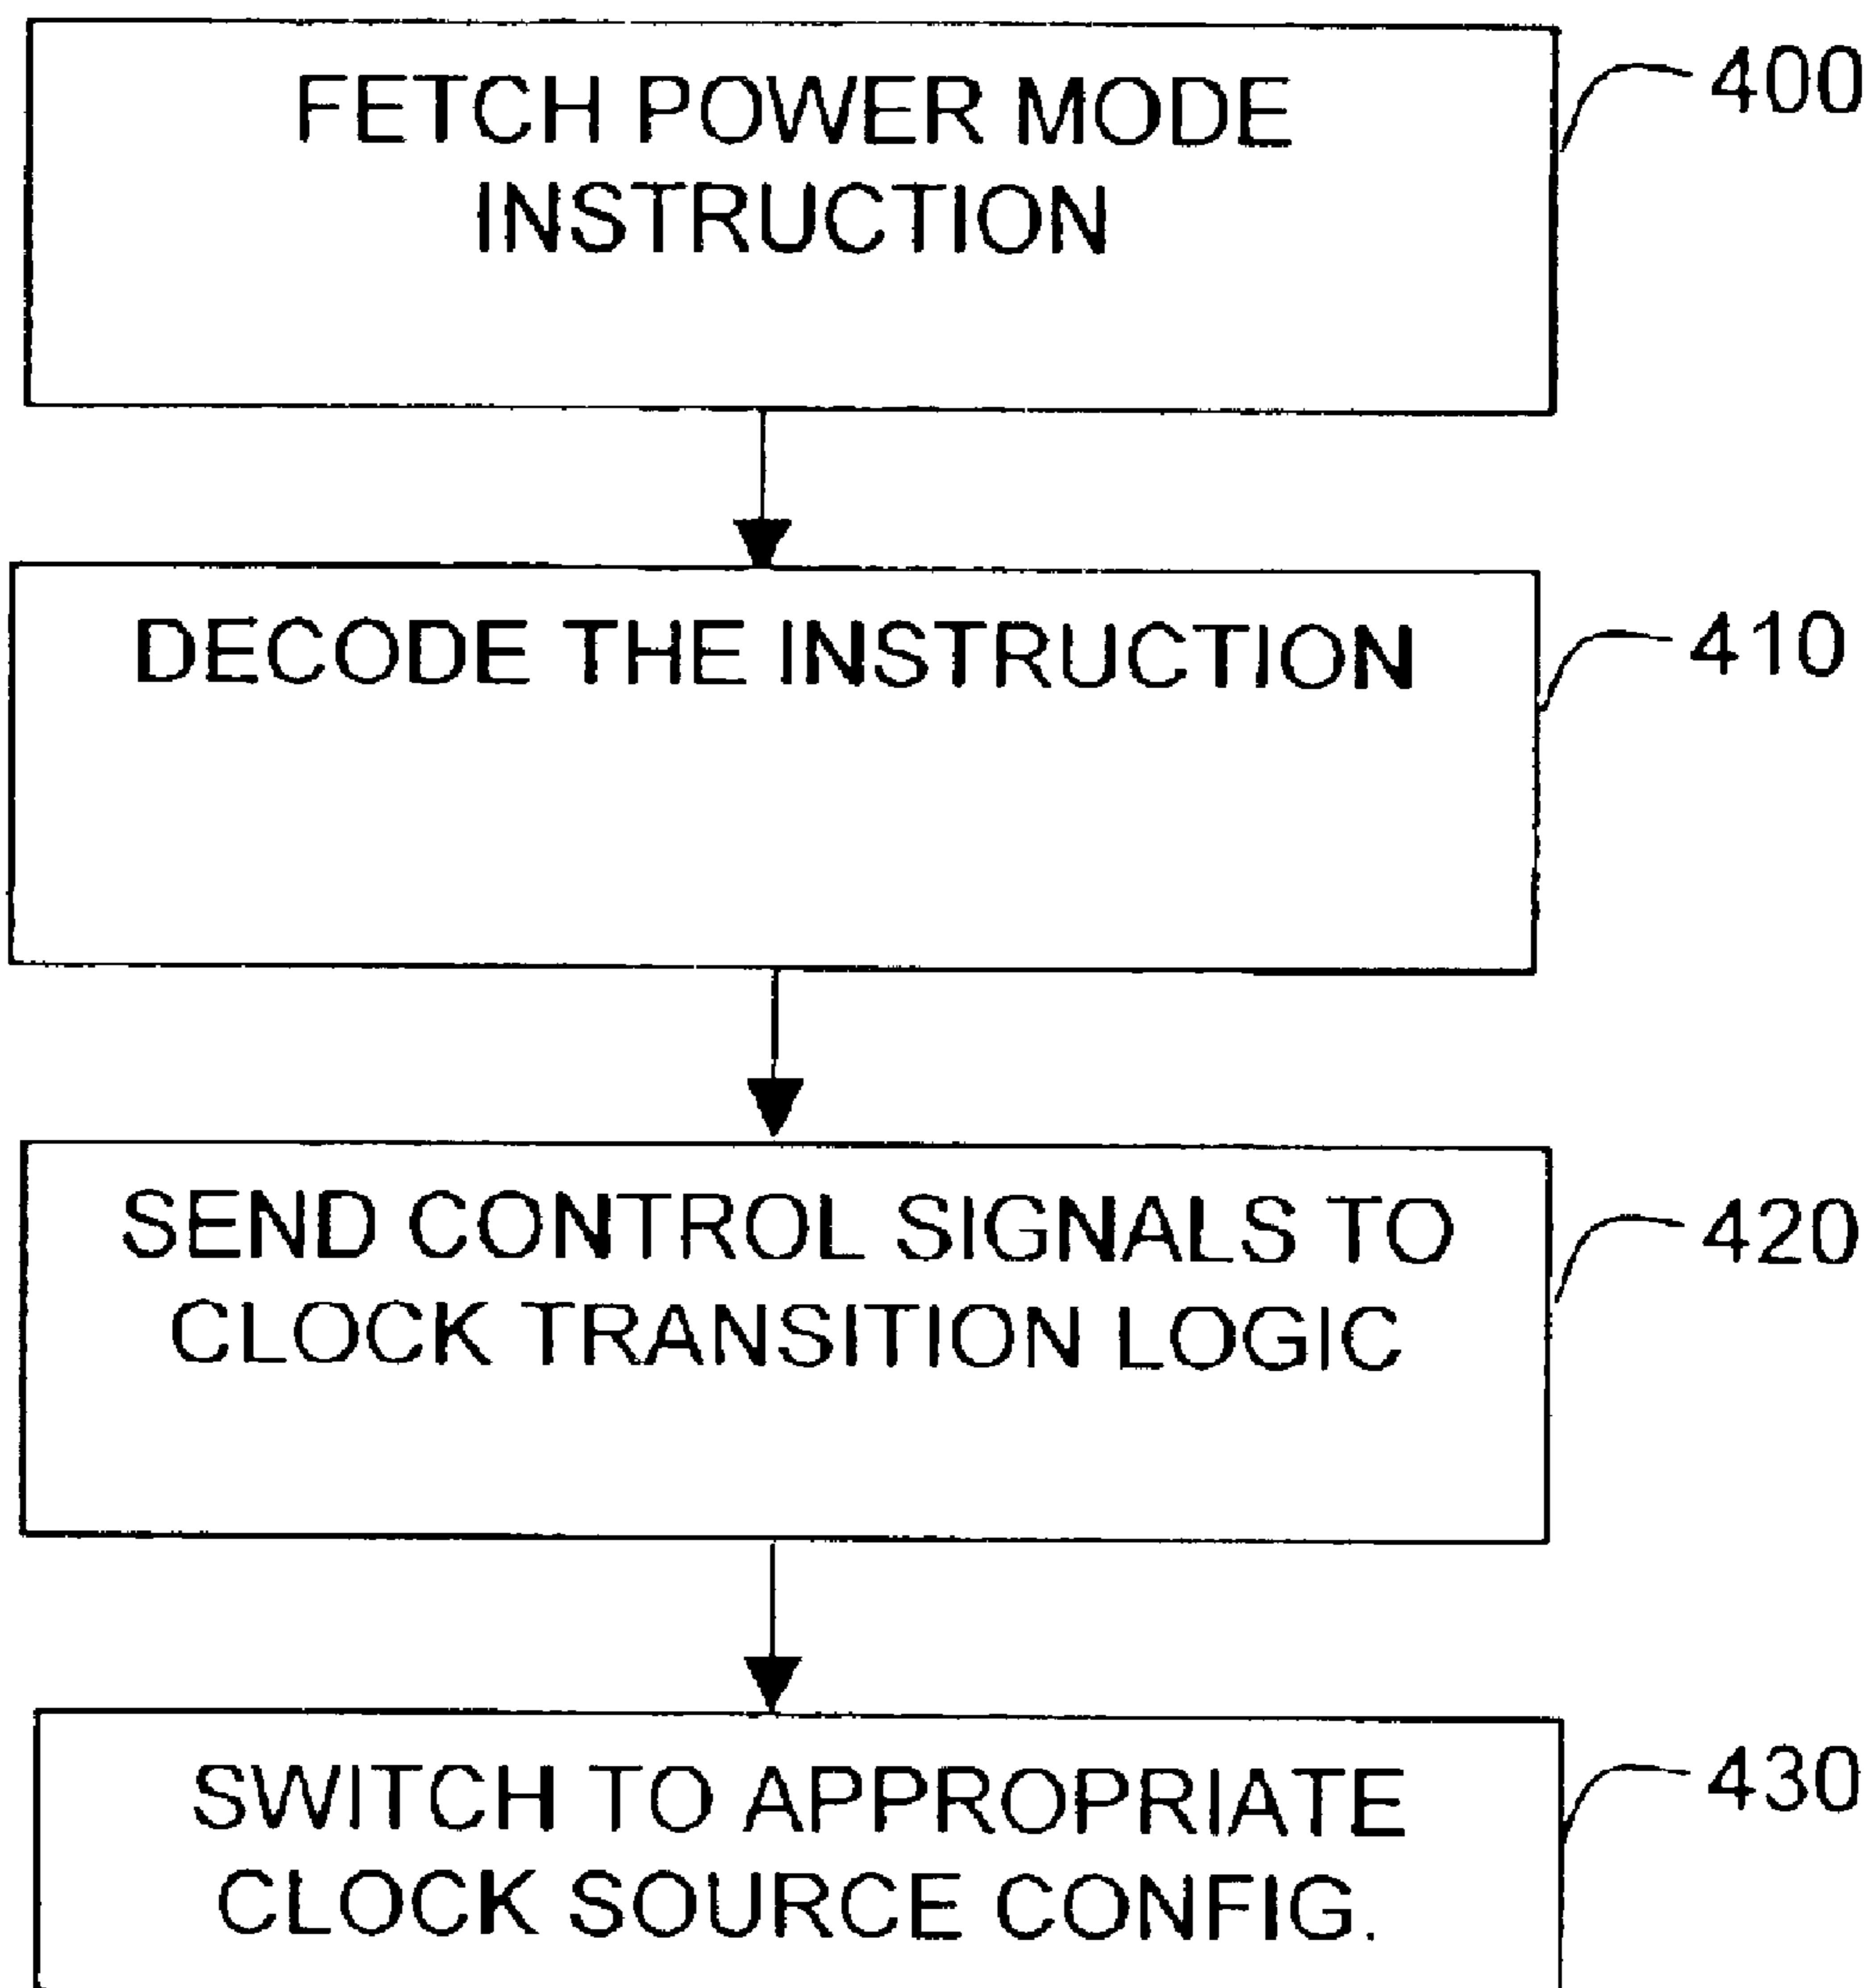 FETCH POWER MODE
INSTRUCTION
400
DECODE THE INSTRUCTION
410
SEND CONTROL SIGNALS TO
CLOCK TRANSITION LOGIC
420
SWITCH TO APPROPRIATE
CLOCK SOURCE CONFIG.
430